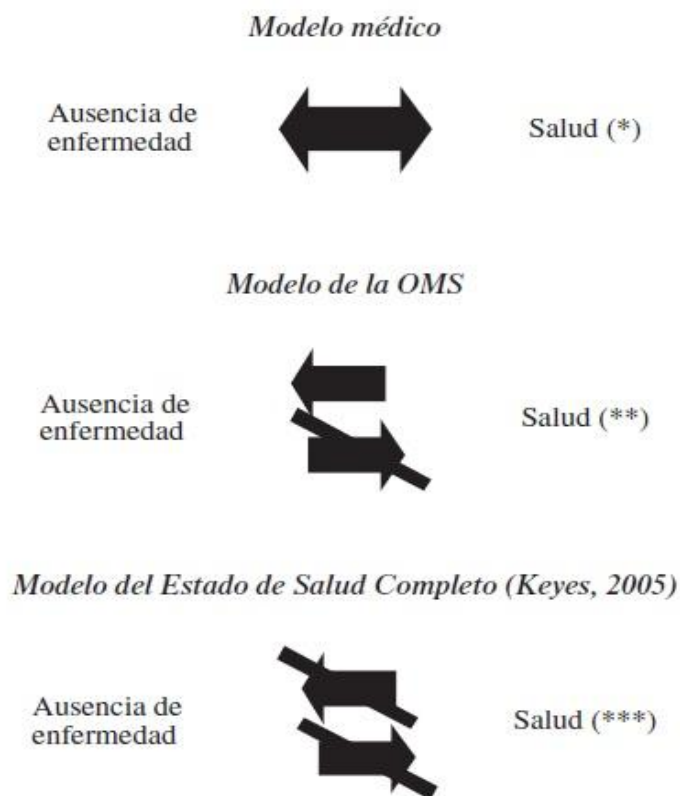 Modelo médico
Ausencia de
enfermedad
Salud (*)
Modelo de la OMS
Ausencia de
enfermedad
Salud (**)
Modelo del Estado de Salud Completo (Keyes, 2005)
Ausencia de
enfermedad
Salud (***)